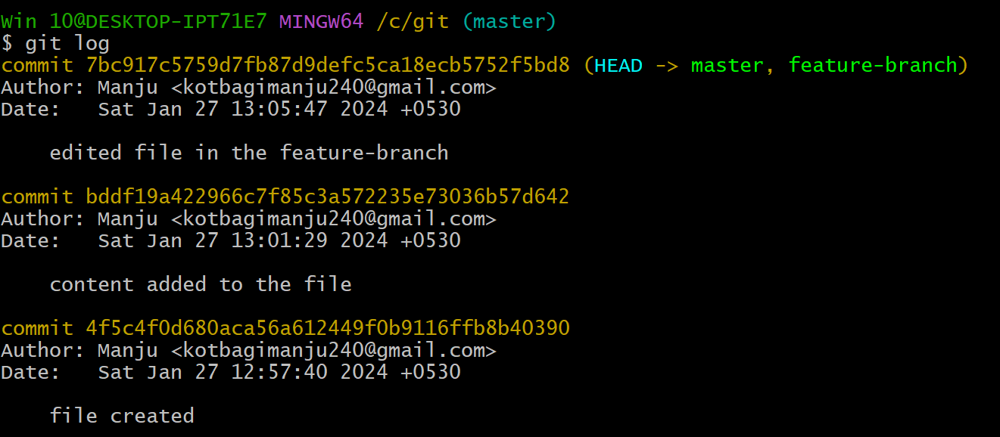 Win 10@DESKTOP-IPT71E7 MINGW64 /c/git (master)
$ git log
commit 7bc917c5759d7fb87d9defc5ca18ecb5752f5bd8 (HEAD -> master, feature-branch)
Author: Manju <kotbagimanju240@gmail.com>
Date:   Sat Jan 27 13:05:47 2024 +0530
    edited file in the feature-branch
commit bddf19a422966c7f85c3a572235e73036b57d642
Author: Manju <kotbagimanju240@gmail.com>
Date:   Sat Jan 27 13:01:29 2024 +0530
    content added to the file
commit 4f5c4f0d680aca56a612449f0b9116ffb8b40390
Author: Manju <kotbagimanju240@gmail.com>
Date:   Sat Jan 27 12:57:40 2024 +0530
    file created